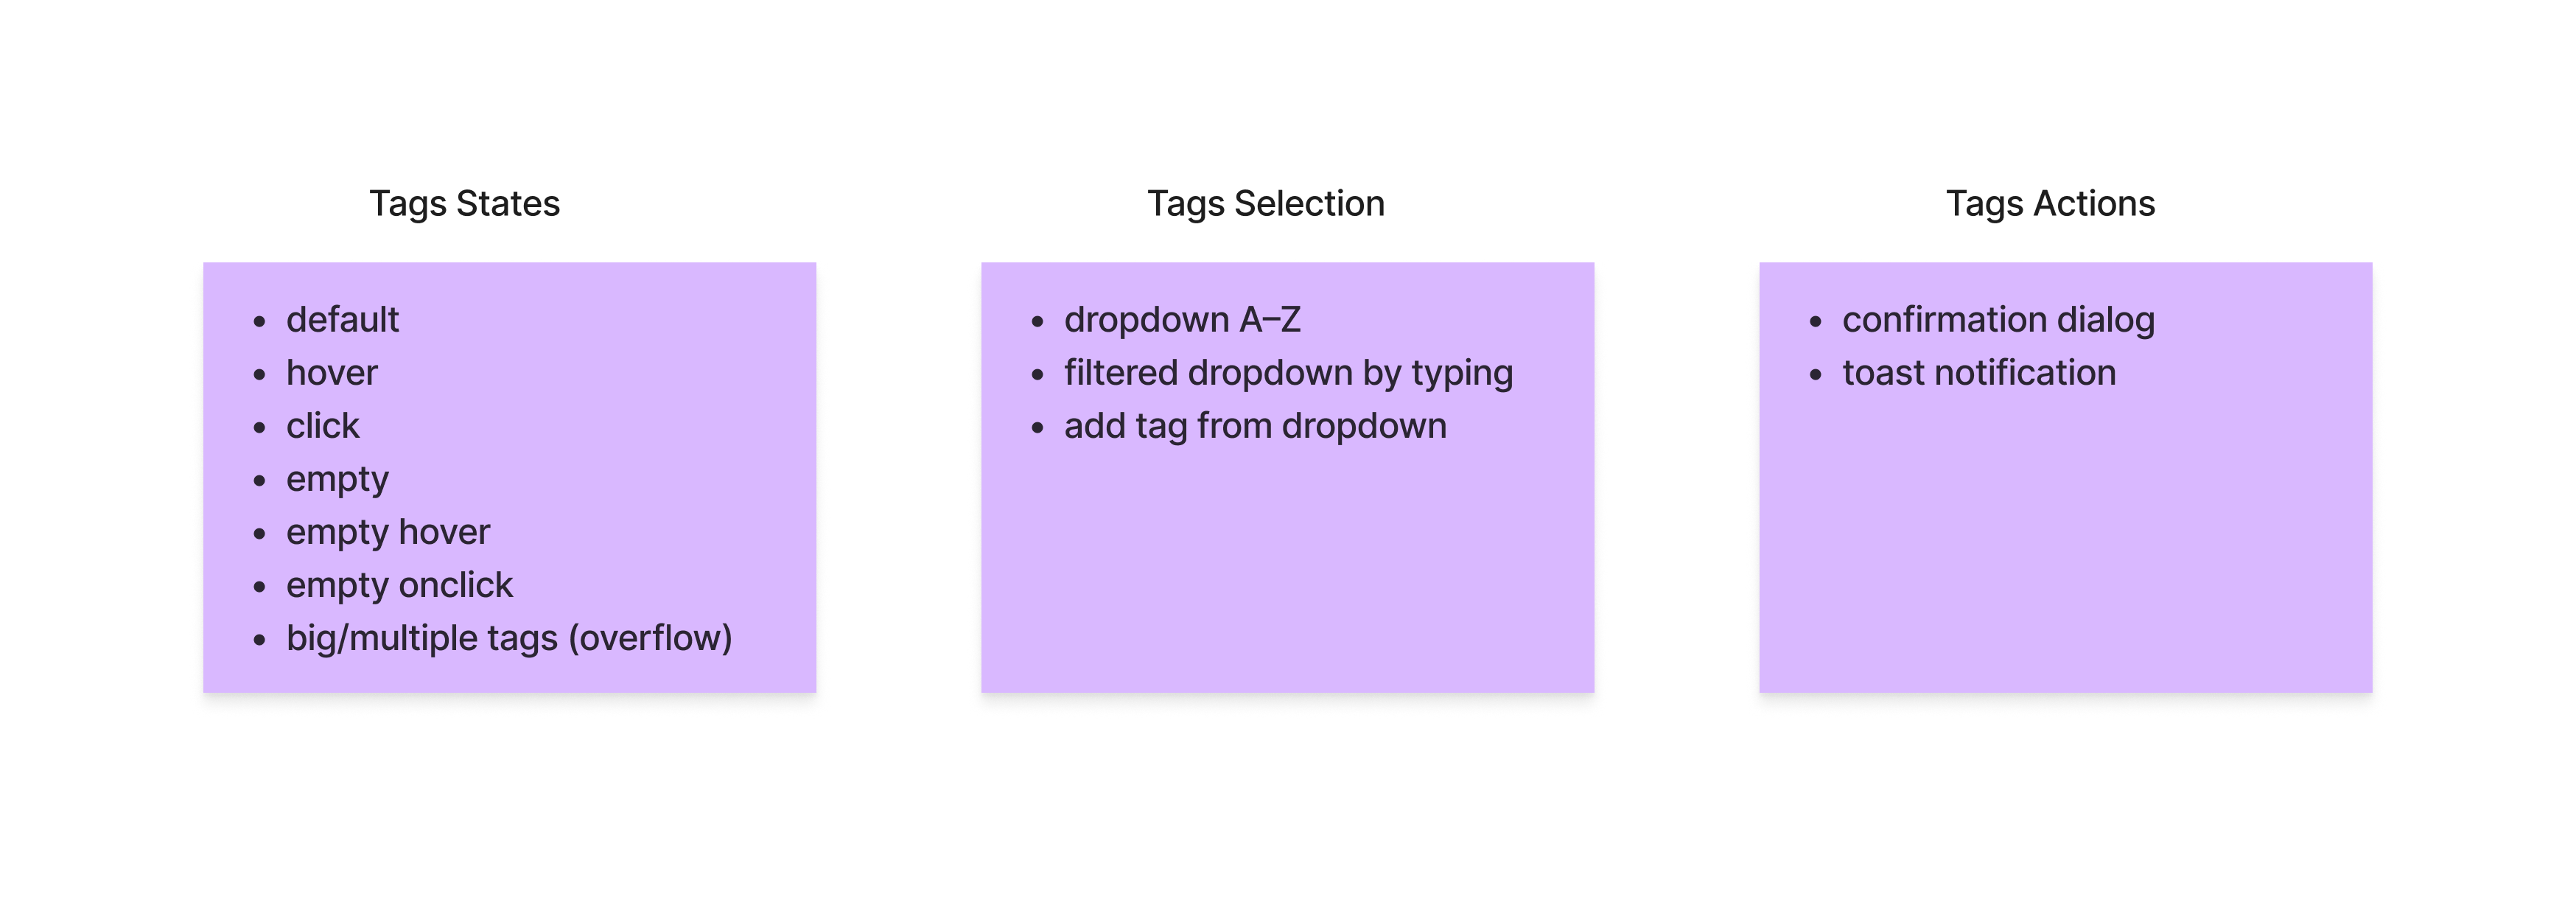 Tags States
• default
• hover
• click
• empty
• empty hover
• empty onclick
• big/multiple tags (overflow)
Tags Selection
• dropdown A–Z
• filtered dropdown by typing
• add tag from dropdown
Tags Actions
• confirmation dialog
• toast notification